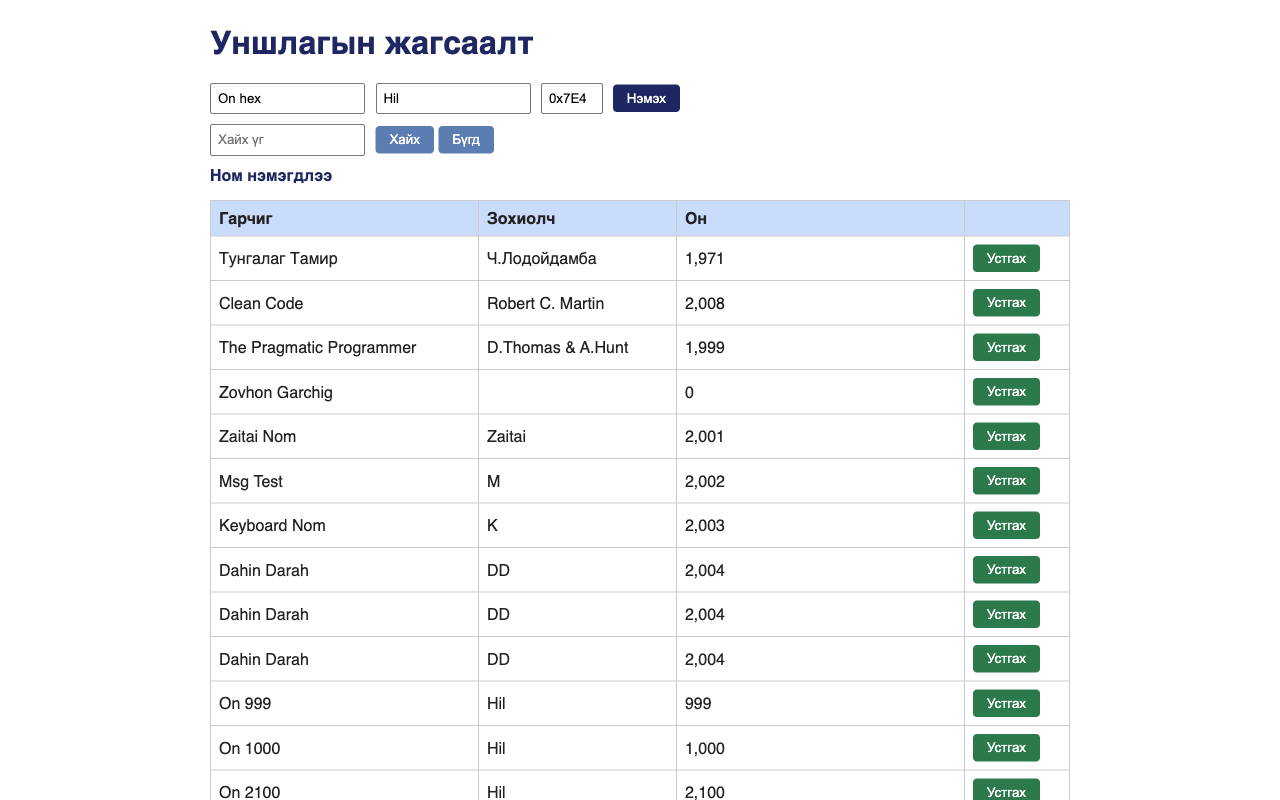 Уншлагын жагсаалт
On hex Hil 0x7E4 Нэмэх
Хайх үг Хайх Бүгд
Ном нэмэгдлээ
Гарчиг Зохиолч Он
Тунгалаг Тамир Ч.Лодойдамба 1,971 Устгах
Clean Code Robert C. Martin 2,008 Устгах
The Pragmatic Programmer D.Thomas & A.Hunt 1,999 Устгах
Zovhon Garchig 0 Устгах
Zaitai Nom Zaitai 2,001 Устгах
Msg Test M 2,002 Устгах
Keyboard Nom K 2,003 Устгах
Dahin Darah DD 2,004 Устгах
Dahin Darah DD 2,004 Устгах
Dahin Darah DD 2,004 Устгах
On 999 Hil 999 Устгах
On 1000 Hil 1,000 Устгах
On 2100 Hil 2,100 Устгах